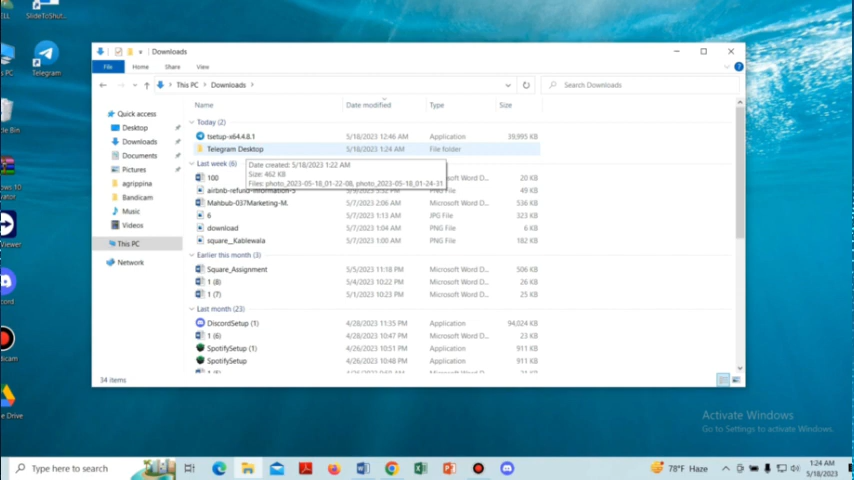 SlideToShut...
Telegram
Downloads
File Home Share View
This PC Downloads
Search Downloads
Name Date modified Type Size
Quick access
Desktop
Downloads
Documents
Pictures
agrippina
Bandicam
Music
Videos
This PC
Network
Today (2)
tsetup-x64.4.8.1 5/18/2023 12:46 AM Application 39,995 KB
Telegram Desktop 5/18/2023 1:24 AM File folder
Date created: 5/18/2023 1:22 AM
Size: 462 KB
Files: photo_2023-05-18_01-22-08, photo_2023-05-18_01-24-31
Last week (6)
100 Microsoft Word D... 20 KB
airbnb-refund-information-3 PNG File 49 KB
Mahbub-037Marketing-M. 5/7/2023 2:06 AM Microsoft Word D... 536 KB
6 5/7/2023 1:13 AM JPG File 323 KB
download 5/7/2023 1:04 AM PNG File 6 KB
square_Kablewala 5/7/2023 1:00 AM PNG File 182 KB
Earlier this month (3)
Square_Assignment 5/5/2023 11:18 PM Microsoft Word D... 506 KB
1 (8) 5/4/2023 10:22 PM Microsoft Word D... 26 KB
1 (7) 5/1/2023 10:23 PM Microsoft Word D... 25 KB
Last month (23)
DiscordSetup (1) 4/28/2023 11:35 PM Application 94,024 KB
1 (6) 4/28/2023 10:47 PM Microsoft Word D... 23 KB
SpotifySetup (1) 4/26/2023 10:51 PM Application 911 KB
SpotifySetup 4/26/2023 10:48 PM Application 911 KB
34 items
Activate Windows
Go to Settings to activate Windows.
Type here to search
78°F Haze
1:24 AM
5/18/2023